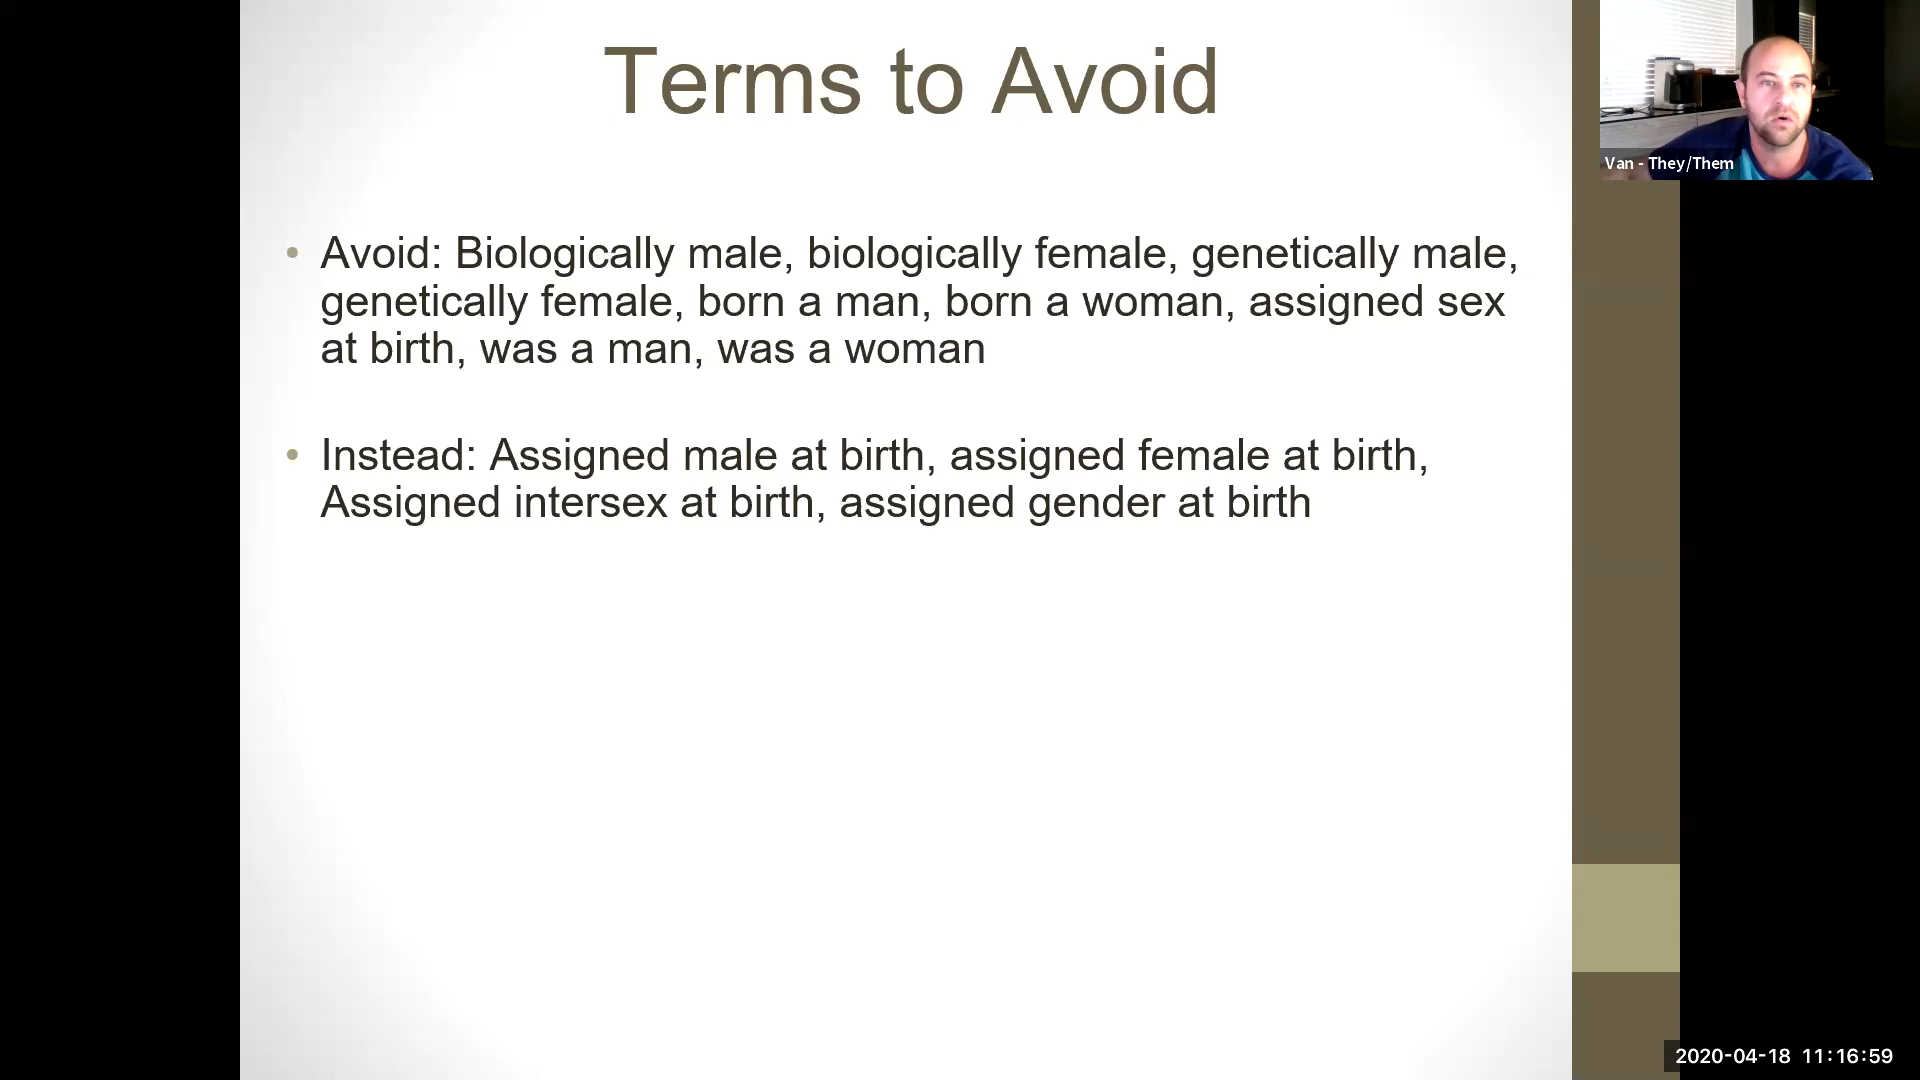 Terms to Avoid
Van - They/Them
• Avoid: Biologically male, biologically female, genetically male,
genetically female, born a man, born a woman, assigned sex
at birth, was a man, was a woman
• Instead: Assigned male at birth, assigned female at birth,
Assigned intersex at birth, assigned gender at birth
2020-04-18 11:16:59